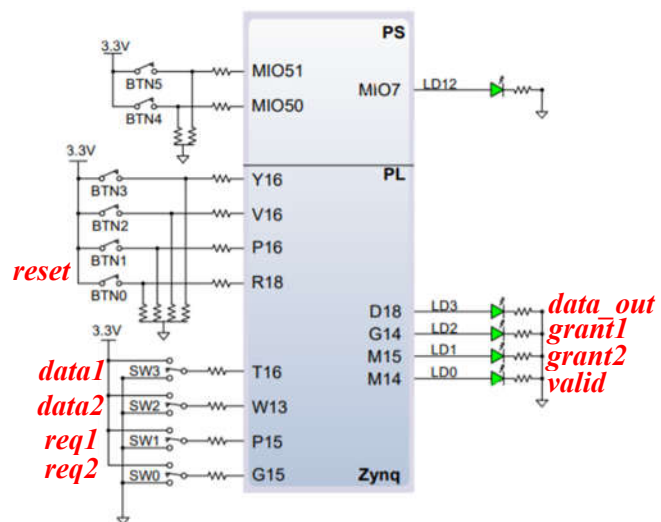 PS
3.3V
BTN5
MIO51
BTN4
MIO50
MiO7
LD12
3.3V
PL
BTN3
Y16
BTN2
V16
BTN1
P16
reset
BTN0
R18
D18
LD3
data_out
G14
LD2
grant1
M15
LD1
grant2
M14
LD0
valid
3.3V
data1
SW3
T16
data2
SW2
W13
req1
SW1
P15
req2
SW0
G15
Zynq